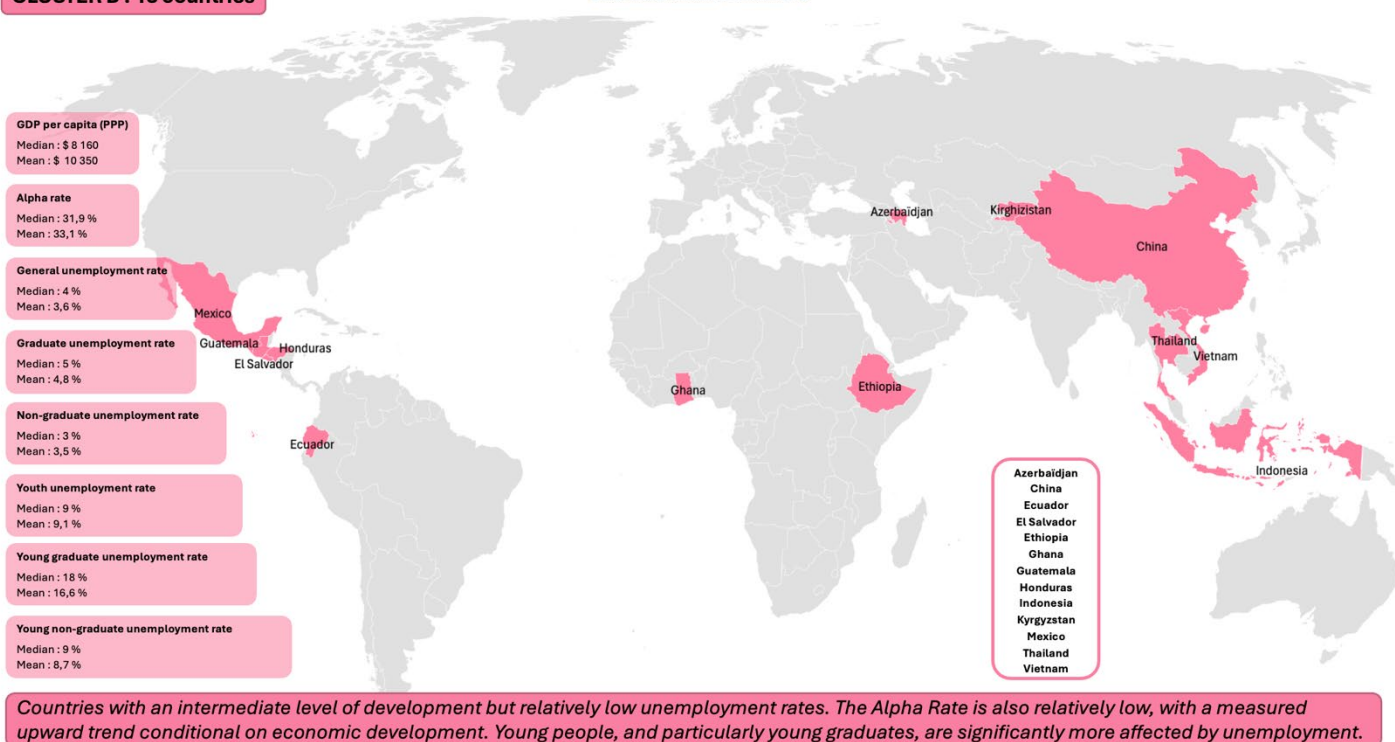 GDP per capita (PPP)
Median : $ 8 160
Mean : $ 10 350
Alpha rate
Median : 31,9 %
Mean : 33,1 %
General unemployment rate
Median : 4 %
Mean : 3,6 %
Graduate unemployment rate
Median : 5 %
Mean : 4,8 %
Non-graduate unemployment rate
Median : 3 %
Mean : 3,5 %
Youth unemployment rate
Median : 9 %
Mean : 9,1 %
Young graduate unemployment rate
Median : 18 %
Mean : 16,6 %
Young non-graduate unemployment rate
Median : 9 %
Mean : 8,7 %
Mexico
Guatemala
Honduras
El Salvador
Ecuador
Ghana
Ethiopia
Azerbaïdjan
Kirghizistan
China
Thailand
Vietnam
Indonesia
Azerbaïdjan
China
Ecuador
El Salvador
Ethiopia
Ghana
Guatemala
Honduras
Indonesia
Kyrgyzstan
Mexico
Thailand
Vietnam
Countries with an intermediate level of development but relatively low unemployment rates. The Alpha Rate is also relatively low, with a measured
upward trend conditional on economic development. Young people, and particularly young graduates, are significantly more affected by unemployment.